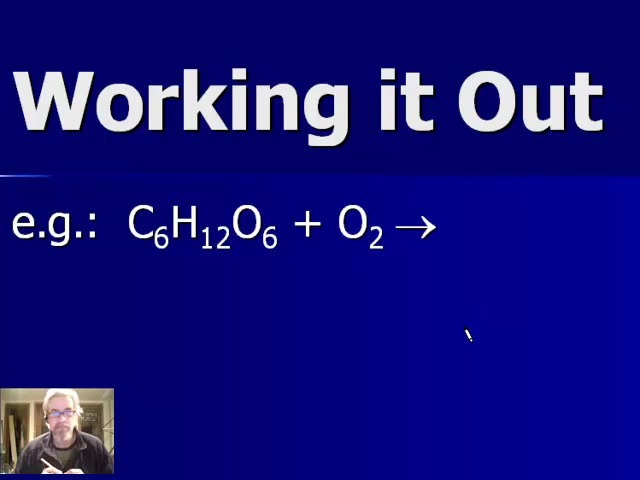 Working it Out
e.g.: C₆H₁₂O₆ + O₂ →